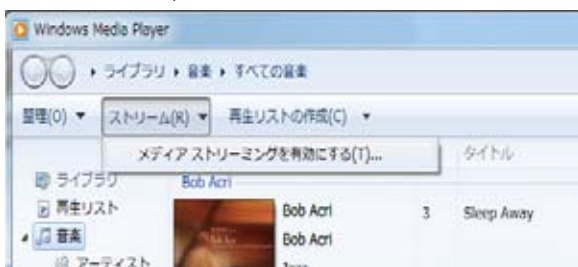 Windows Media Player
ライブラリ ▸ 音楽 ▸ すべての音楽
整理(O) ▼ ストリーム(R) ▼ 再生リストの作成(C) ▼
メディア ストリーミングを有効にする(T)...
タイトル
ライブラリ
Bob Acri
再生リスト
Bob Acri 3 Sleep Away
音楽
Bob Acri
アーティスト
Jazz